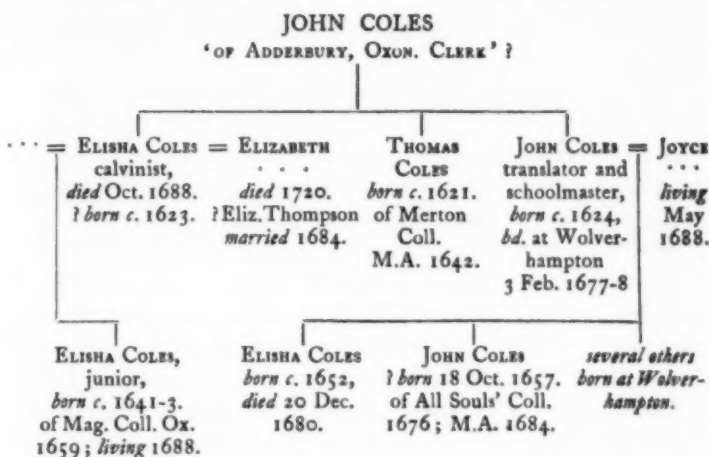 JOHN COLES
'OF ADDERBURY, OXON. CLERK' ?
... = ELISHA COLES = ELIZABETH
calvinist,
died Oct. 1688.
? born c. 1623.
...
died 1720.
? Eliz. Thompson
married 1684.
THOMAS
COLES
born c. 1621.
of Merton
Coll.
M.A. 1642.
JOHN COLES = JOYCE
translator and
schoolmaster,
born c. 1624,
bd. at Wolver-
hampton
3 Feb. 1677-8
...
living
May
1688.
ELISHA COLES,
junior,
born c. 1641-3.
of Mag. Coll. Ox.
1659; living 1688.
ELISHA COLES
born c. 1652,
died 20 Dec.
1680.
JOHN COLES
? born 18 Oct. 1657.
of All Souls' Coll.
1676; M.A. 1684.
several others
born at Wolver-
hampton.